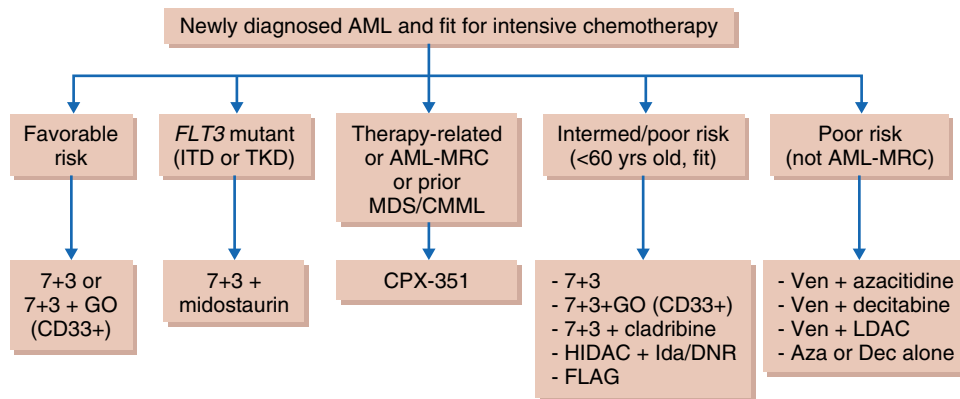 Newly diagnosed AML and fit for intensive chemotherapy
Favorable
risk
FLT3 mutant
(ITD or TKD)
Therapy-related
or AML-MRC
or prior
MDS/CMML
Intermed/poor risk
(<60 yrs old, fit)
Poor risk
(not AML-MRC)
7+3 or
7+3 + GO
(CD33+)
7+3 +
midostaurin
CPX-351
- 7+3
- 7+3+GO (CD33+)
- 7+3 + cladribine
- HIDAC + Ida/DNR
- FLAG
- Ven + azacitidine
- Ven + decitabine
- Ven + LDAC
- Aza or Dec alone